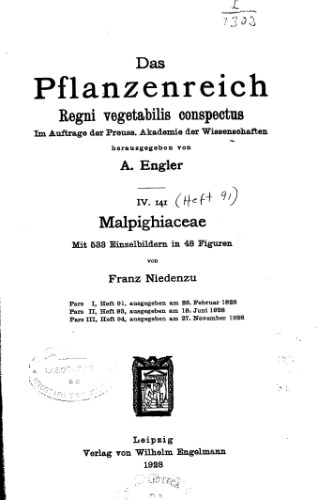 I
1323
Das
Pflanzenreich
Regni vegetabilis conspectus
Im Auftrage der Preuss. Akademie der Wissenschaften
herausgegeben von
A. Engler
IV. 141 (Heft 91)
Malpighiaceae
Mit 533 Einzelbildern in 48 Figuren
von
Franz Niedenzu
Pars I, Heft 91, ausgegeben am 28. Februar 1928
Pars II, Heft 93, ausgegeben am 19. Juni 1928
Pars III, Heft 94, ausgegeben am 27. November 1928
Leipzig
Verlag von Wilhelm Engelmann
1928